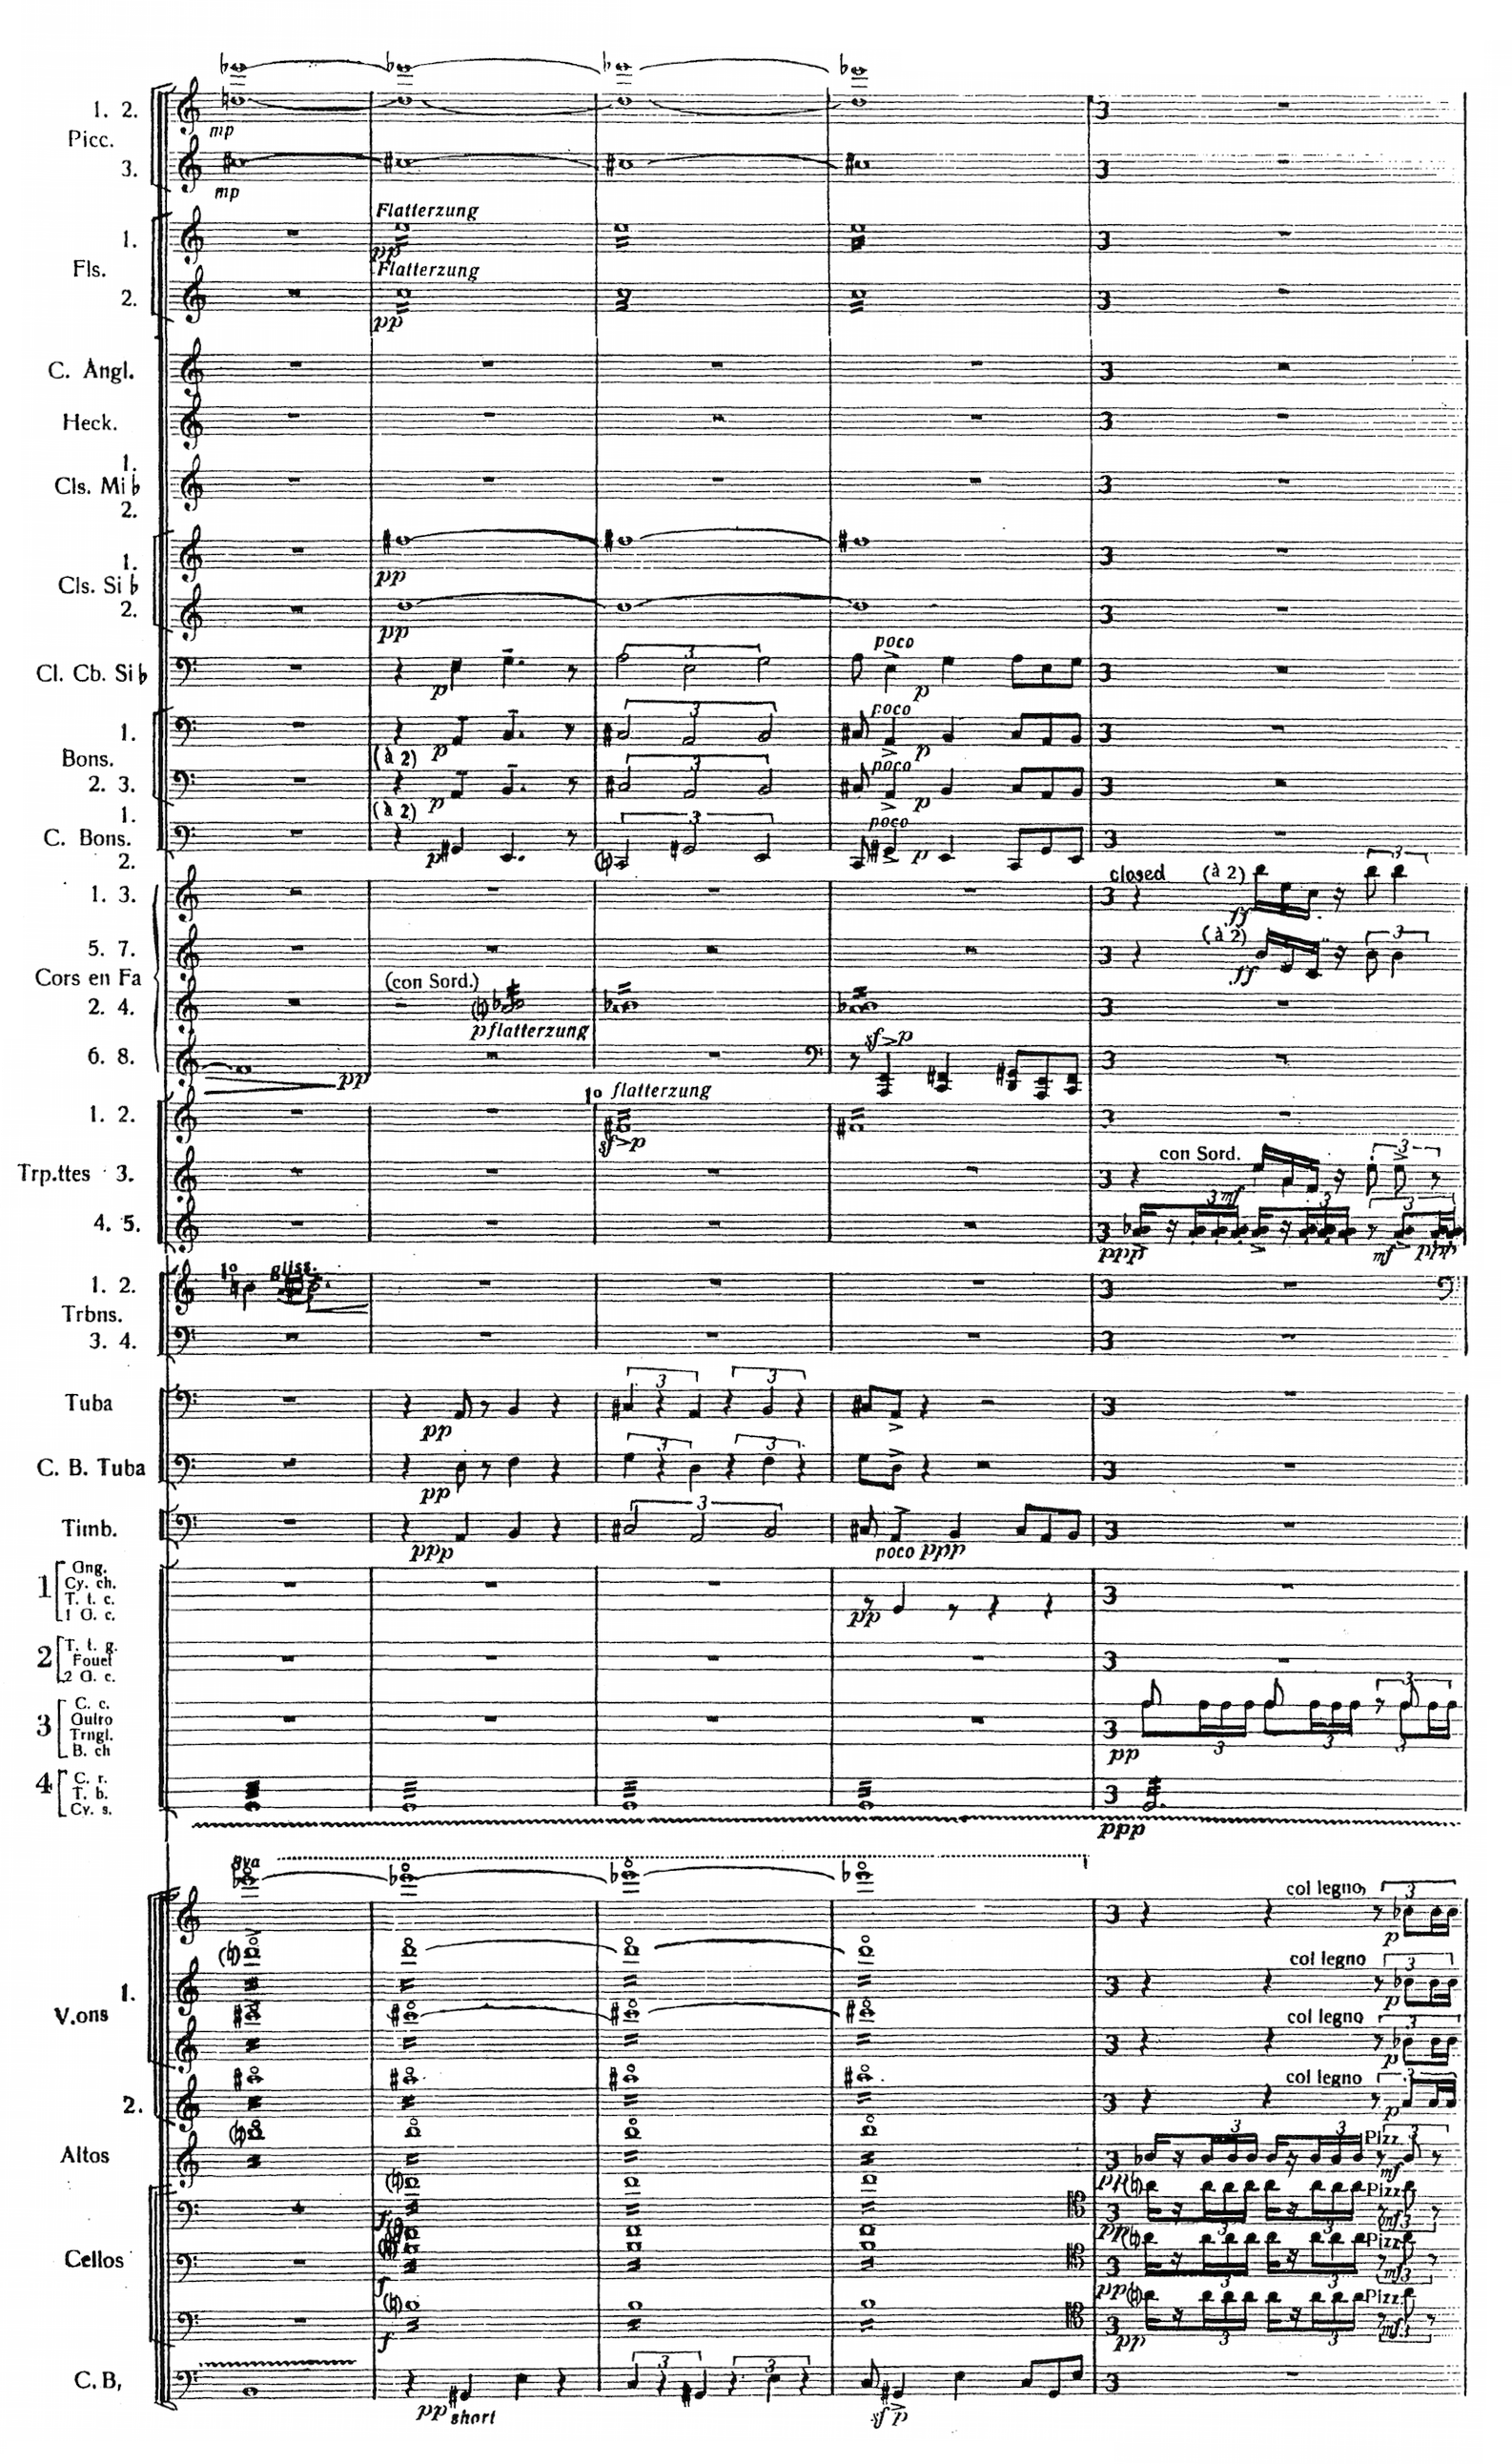 1. 2.
Picc.
3.
mp
mp
Flatterzung
1.
pp
Fls.
Flatterzung
2.
pp
C. Angl.
Heck.
1.
Cls. Mi♭
2.
1.
pp
Cls. Si♭
2.
pp
poco
Cl. Cb. Si♭
p
p
3
poco
1.
p
p
3
Bons.
(à 2)
poco
2. 3.
p
p
3
1.
(à 2)
poco
C. Bons.
p
p
3
2.
closed
(à 2)
3
1. 3.
ff
(à 2)
3
5. 7.
ff
Cors en Fa
(con Sord.)
2. 4.
p flatterzung
sf>p
6. 8.
pp
1º flatterzung
1. 2.
sf>p
con Sord.
3
Trp.ttes 3.
mf
3
3
3
4. 5.
ppp
mf
ppp
1º
gliss.
1. 2.
Trbns.
3. 4.
3
3
Tuba
pp
3
3
C. B. Tuba
pp
3
Timb.
ppp
poco ppp
Gng.
1
Cy. ch.
T. t. c.
1 G. c.
pp
T. t. g.
2
Fouet
2 G. c.
C. c.
3
Guiro
Trngl.
B. ch
pp
3
3
3
C. r.
4
T. b.
Cy. s.
ppp
8va
col legno
3
p
col legno
3
1.
p
V.ons
col legno
3
p
col legno
3
2.
p
Altos
3
3
Pizz.
3
pp
mf
Pizz.
3
3
mf 3
pp
Pizz.
Cellos
f
3
3
mf 3
pp
Pizz.
f
3
3
mf 3
pp
3
3
C. B.
pp short
sf p